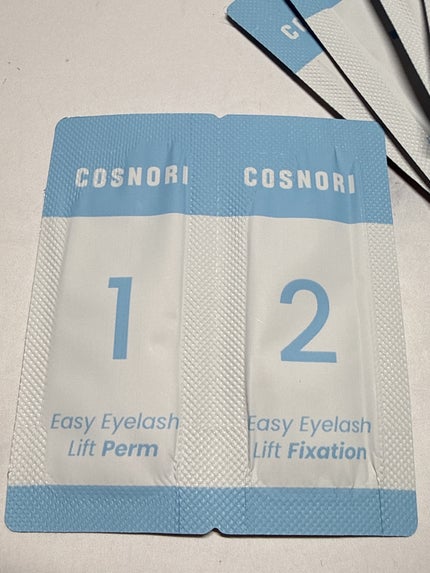 COSNORI
1
Easy Eyelash
Lift Perm
COSNORI
2
Easy Eyelash
Lift Fixation